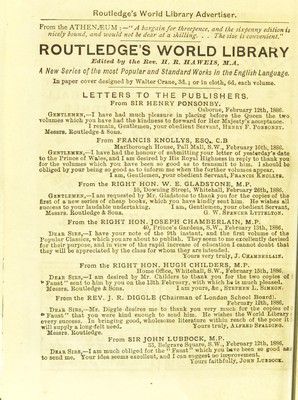 Routledge's World Library Advertiser.
From the ATHENÆUM:—"A bargain for threepence, and the sixpenny edition is
nicely bound, and would not be dear at a shilling. . . The size is convenient."
ROUTLEDGE'S WORLD LIBRARY
Edited by the Rev. H. R. HAWEIS, M.A.
A New Series of the most Popular and Standard Works in the English Language.
In paper cover designed by Walter Crane, 3d.; or in cloth, 6d. each volume.
LETTERS TO THE PUBLISHERS.
From SIR HENRY PONSONBY.
Osborne, February 12th, 1886.
GENTLEMEN,—I have had much pleasure in placing before the Queen the two
volumes which you have had the kindness to forward for Her Majesty's acceptance.
I remain, Gentlemen, your obedient Servant, HENRY F. PONSONBY.
Messrs. Routledge & Sons.
From FRANCIS KNOLLYS, ESQ., C.B
Marlborough House, Pall Mall, S.W., February 10th, 1886.
GENTLEMEN,—I have had the honour of submitting your letter of yesterday's date
to the Prince of Wales, and I am desired by His Royal Highness in reply to thank you
for the volumes which you have been so good as to transmit to him. I should be
obliged by your being so good as to inform me when the further volumes appear.
I am, Gentlemen, your obedient Servant, FRANCIS KNOLLYS.
From the RIGHT HON. W. E. GLADSTONE, M.P.
10, Downing Street, Whitehall, February 9th, 1886.
GENTLEMEN,—I am requested by Mr. Gladstone to thank you for the copies of the
first of a new series of cheap books, which you have kindly sent him. He wishes all
success to your laudable undertaking. I am, Gentlemen, your obedient Servant,
Messrs. Routledge & Sons. G. W. SPENCER LYTTELTON.
From the RIGHT HON. JOSEPH CHAMBERLAIN, M.P.
40, Prince's Gardens, S.W., February 13th, 1886.
DEAR SIRS,—I have your note of the 9th instant, and the first volume of the
Popular Classics, which you are about to publish. They seem to me excellently devised
for their purpose, and in view of the rapid increase of education I cannot doubt that
they will be appreciated by the classes for whom they are intended.
Yours very truly, J. CHAMBERLAIN.
From the RIGHT HON. HUGH CHILDERS, M.P.
Home Office, Whitehall, S.W., February 15th, 1886.
DEAR SIRS,—I am desired by Mr. Childers to thank you for the two copies of
"Faust" sent to him by you on the 13th February, with which he is much pleased.
Messrs. Routledge & Sons. I am yours, &c., STEPHEN L. SIMEON.
From the REV. J. R. DIGGLE (Chairman of London School Board).
February 12th, 1886.
DEAR SIRS,—Mr. Diggle desires me to thank you very much for the copies of
"Faust" that you were kind enough to send him. He wishes the World Library
every success. In bringing good, wholesome literature within reach of the poor it
will supply a long-felt need. Yours truly, ALFRED SPALDING.
Messrs. Routledge.
From SIR JOHN LUBBOCK, M.P.
33, Belgrave Square, S.W., February 12th, 1886.
DEAR SIRS,—I am much obliged for the "Faust" which you have been so good as
to send me. Your idea seems excellent, and I can suggest no improvement.
Yours faithfully, JOHN LUBBOCK.